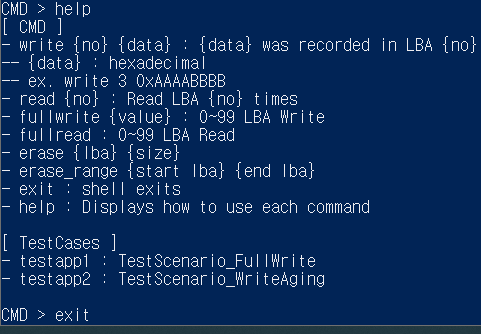 CMD > help
[ CMD ]
- write {no} {data} : {data} was recorded in LBA {no}
-- {data} : hexadecimal
-- ex. write 3 0xAAAABBBB
- read {no} : Read LBA {no} times
- fullwrite {value} : 0~99 LBA Write
- fullread : 0~99 LBA Read
- erase {lba} {size}
- erase_range {start lba} {end lba}
- exit : shell exits
- help : Displays how to use each command
[ TestCases ]
- testapp1 : TestScenario_FullWrite
- testapp2 : TestScenario_WriteAging
CMD > exit